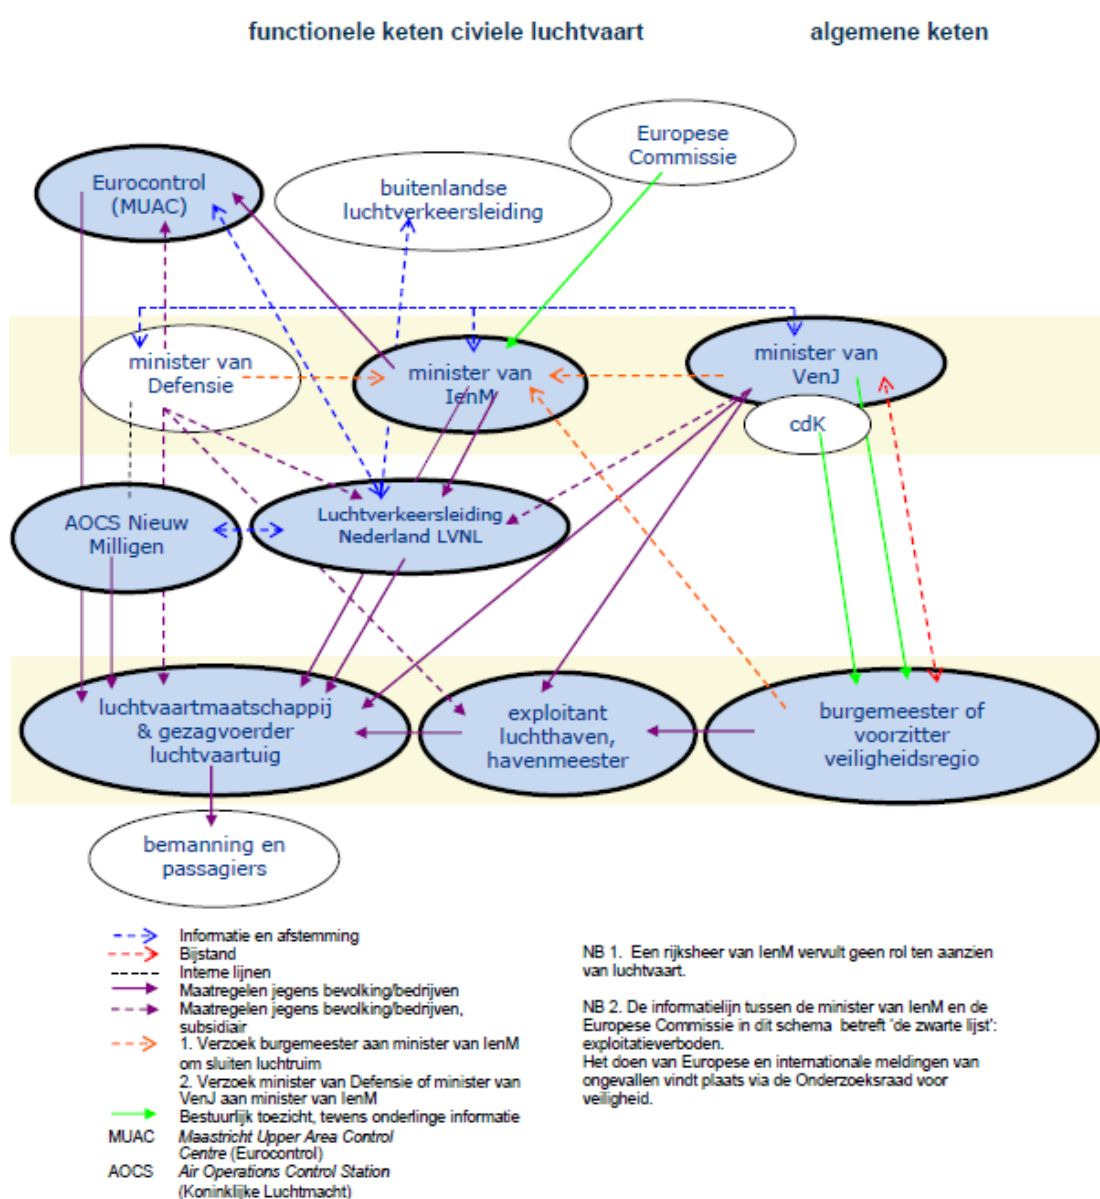 functionele keten civiele luchtvaart
algemene keten
Europese
Commissie
Eurocontrol
(MUAC)
buitenlandse
luchtverkeersleiding
minister van
Defensie
minister van
IenM
minister van
VenJ
cdK
AOCS Nieuw
Milligen
Luchtverkeersleiding
Nederland LVNL
luchtvaartmaatschappij
& gezagvoerder
luchtvaartuig
exploitant
luchthaven,
havenmeester
burgemeester of
voorzitter
veiligheidsregio
bemanning en
passagiers
Informatie en afstemming
Bijstand
Interne lijnen
Maatregelen jegens bevolking/bedrijven
Maatregelen jegens bevolking/bedrijven,
subsidiair
1. Verzoek burgemeester aan minister van IenM
om sluiten luchtruim
2. Verzoek minister van Defensie of minister van
VenJ aan minister van IenM
Bestuurlijk toezicht, tevens onderlinge informatie
MUAC Maastricht Upper Area Control
Centre (Eurocontrol)
AOCS Air Operations Control Station
(Koninklijke Luchtmacht)
NB 1. Een rijksheer van IenM vervult geen rol ten aanzien
van luchtvaart.
NB 2. De informatielijn tussen de minister van IenM en de
Europese Commissie in dit schema betreft 'de zwarte lijst':
exploitatieverboden.
Het doen van Europese en internationale meldingen van
ongevallen vindt plaats via de Onderzoeksraad voor
veiligheid.